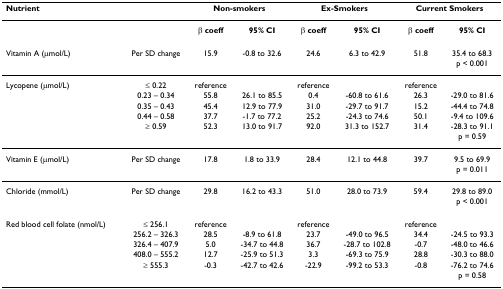 Nutrient Non-smokers Ex-Smokers Current Smokers
β coeff 95% CI β coeff 95% CI β coeff 95% CI
Vitamin A (μmol/L) Per SD change 15.9 -0.8 to 32.6 24.6 6.3 to 42.9 51.8 35.4 to 68.3
p < 0.001
Lycopene (μmol/L) ≤ 0.22 reference reference reference
0.23 – 0.34 55.8 26.1 to 85.5 0.4 -60.8 to 61.6 26.3 -29.0 to 81.6
0.35 – 0.43 45.4 12.9 to 77.9 31.0 -29.7 to 91.7 15.2 -44.4 to 74.8
0.44 – 0.58 37.7 -1.7 to 77.2 25.2 -24.3 to 74.6 50.1 -9.4 to 109.6
≥ 0.59 52.3 13.0 to 91.7 92.0 31.3 to 152.7 31.4 -28.3 to 91.1
p = 0.59
Vitamin E (μmol/L) Per SD change 17.8 1.8 to 33.9 28.4 12.1 to 44.8 39.7 9.5 to 69.9
p = 0.011
Chloride (mmol/L) Per SD change 29.8 16.2 to 43.3 51.0 28.0 to 73.9 59.4 29.8 to 89.0
p < 0.001
Red blood cell folate (nmol/L) ≤ 256.1 reference reference reference
256.2 – 326.3 28.5 -8.9 to 61.8 23.7 -49.0 to 96.5 34.4 -24.5 to 93.3
326.4 – 407.9 5.0 -34.7 to 44.8 36.7 -28.7 to 102.8 -0.7 -48.0 to 46.6
408.0 – 555.2 12.7 -25.9 to 51.3 3.3 -69.3 to 75.9 28.8 -30.3 to 88.0
≥ 555.3 -0.3 -42.7 to 42.6 -22.9 -99.2 to 53.3 -0.8 -76.2 to 74.6
p = 0.58